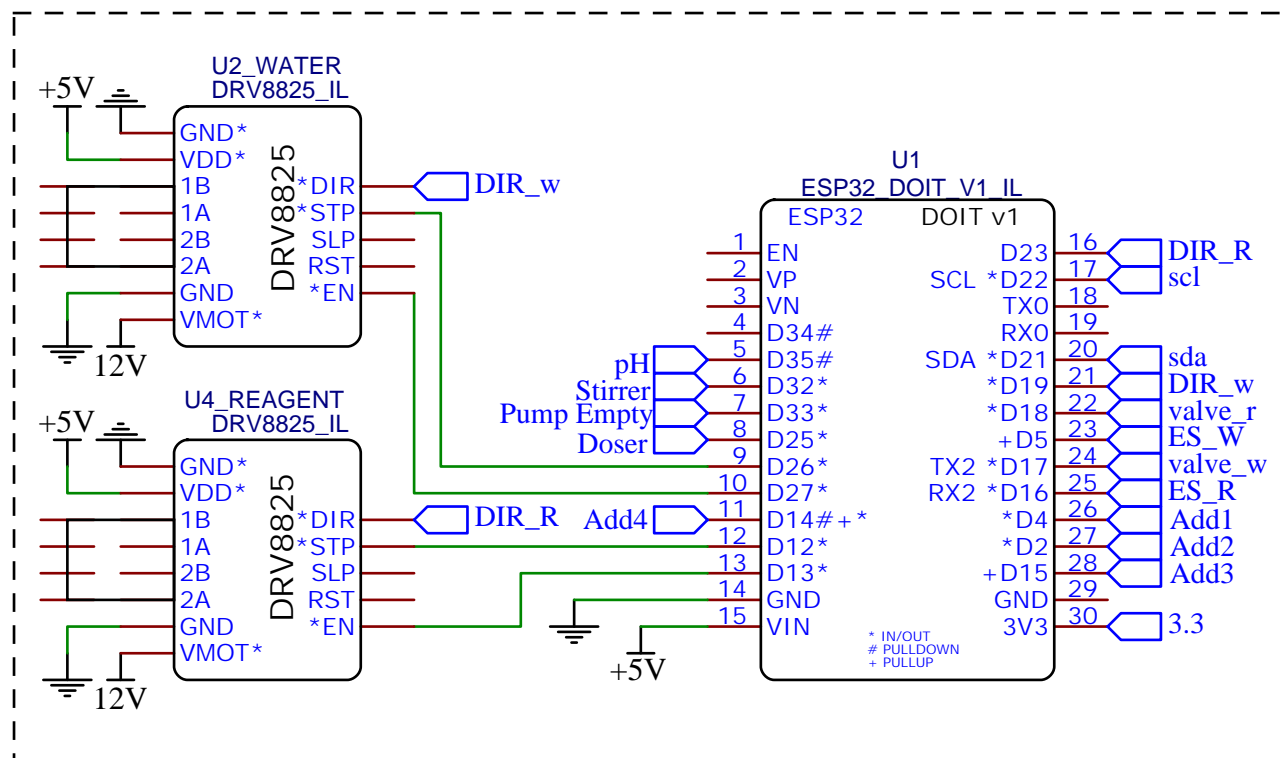 U2_WATER
DRV8825_IL
+5V
GND*
VDD*
1B
1A
2B
2A
GND
VMOT*
DRV8825
*DIR
*STP
SLP
RST
*EN
DIR_w
12V
U4_REAGENT
DRV8825_IL
+5V
GND*
VDD*
1B
1A
2B
2A
GND
VMOT*
DRV8825
*DIR
*STP
SLP
RST
*EN
DIR_R
12V
U1
ESP32_DOIT_V1_IL
ESP32 DOIT v1
1 EN
2 VP
3 VN
4 D34#
pH 5 D35#
Stirrer 6 D32*
Pump Empty 7 D33*
Doser 8 D25*
9 D26*
10 D27*
Add4 11 D14#+*
12 D12*
13 D13*
14 GND
15 VIN
+5V
D23 16 DIR_R
SCL *D22 17 scl
TX0 18
RX0 19
SDA *D21 20 sda
*D19 21 DIR_w
*D18 22 valve_r
+D5 23 ES_W
TX2 *D17 24 valve_w
RX2 *D16 25 ES_R
*D4 26 Add1
*D2 27 Add2
+D15 28 Add3
GND 29
3V3 30 3.3
* IN/OUT
# PULLDOWN
+ PULLUP